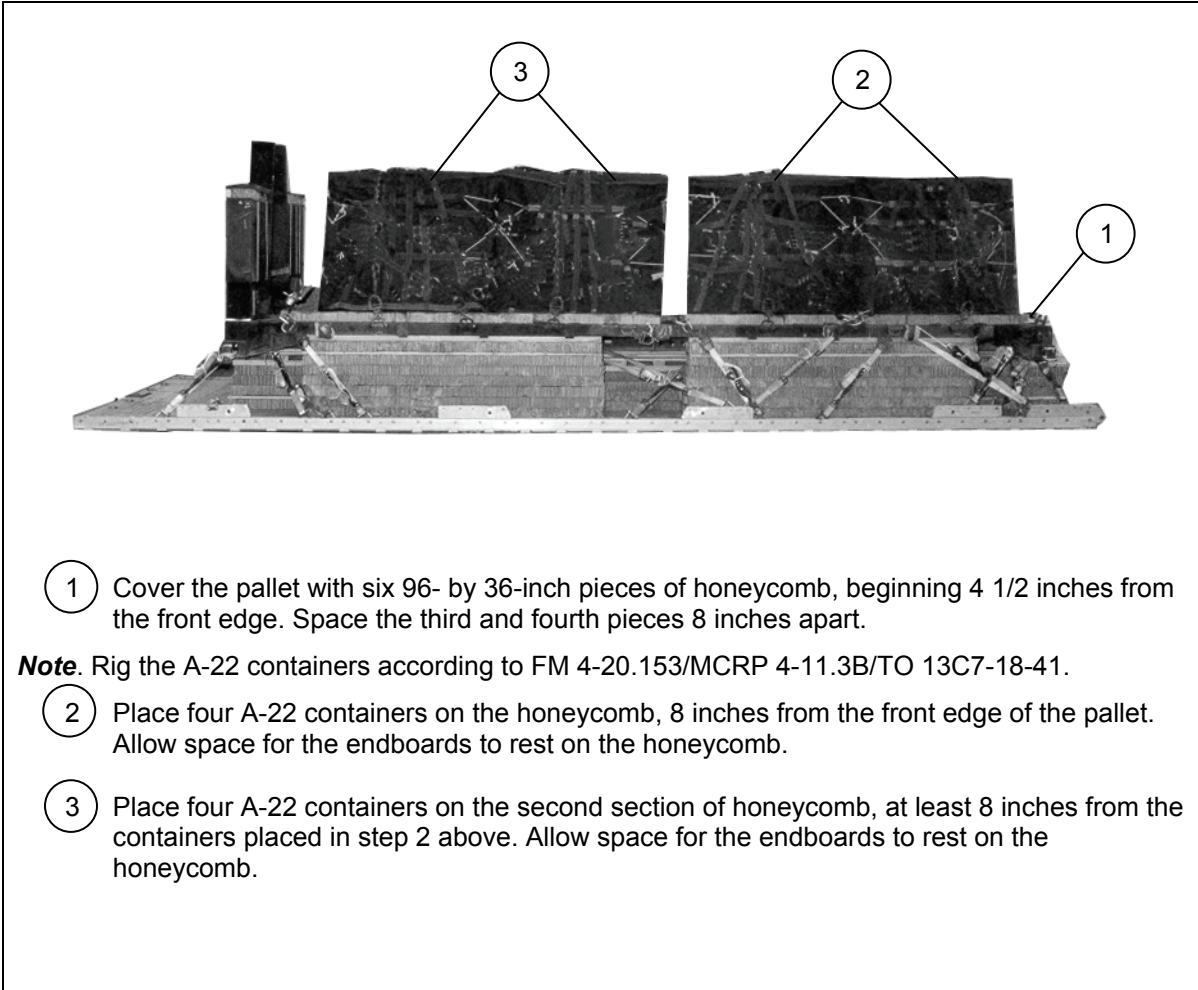 3
2
1
1 Cover the pallet with six 96- by 36-inch pieces of honeycomb, beginning 4 1/2 inches from
the front edge. Space the third and fourth pieces 8 inches apart.
Note. Rig the A-22 containers according to FM 4-20.153/MCRP 4-11.3B/TO 13C7-18-41.
2 Place four A-22 containers on the honeycomb, 8 inches from the front edge of the pallet.
Allow space for the endboards to rest on the honeycomb.
3 Place four A-22 containers on the second section of honeycomb, at least 8 inches from the
containers placed in step 2 above. Allow space for the endboards to rest on the
honeycomb.